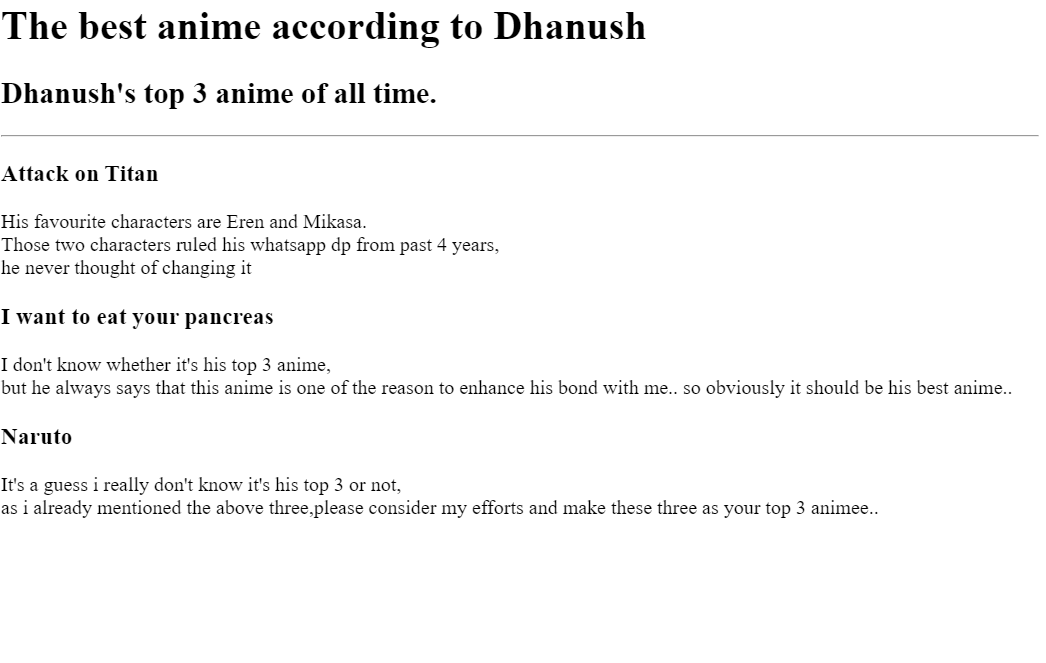 The best anime according to Dhanush
Dhanush's top 3 anime of all time.
Attack on Titan
His favourite characters are Eren and Mikasa.
Those two characters ruled his whatsapp dp from past 4 years,
he never thought of changing it
I want to eat your pancreas
I don't know whether it's his top 3 anime,
but he always says that this anime is one of the reason to enhance his bond with me.. so obviously it should be his best anime..
Naruto
It's a guess i really don't know it's his top 3 or not,
as i already mentioned the above three,please consider my efforts and make these three as your top 3 animee..